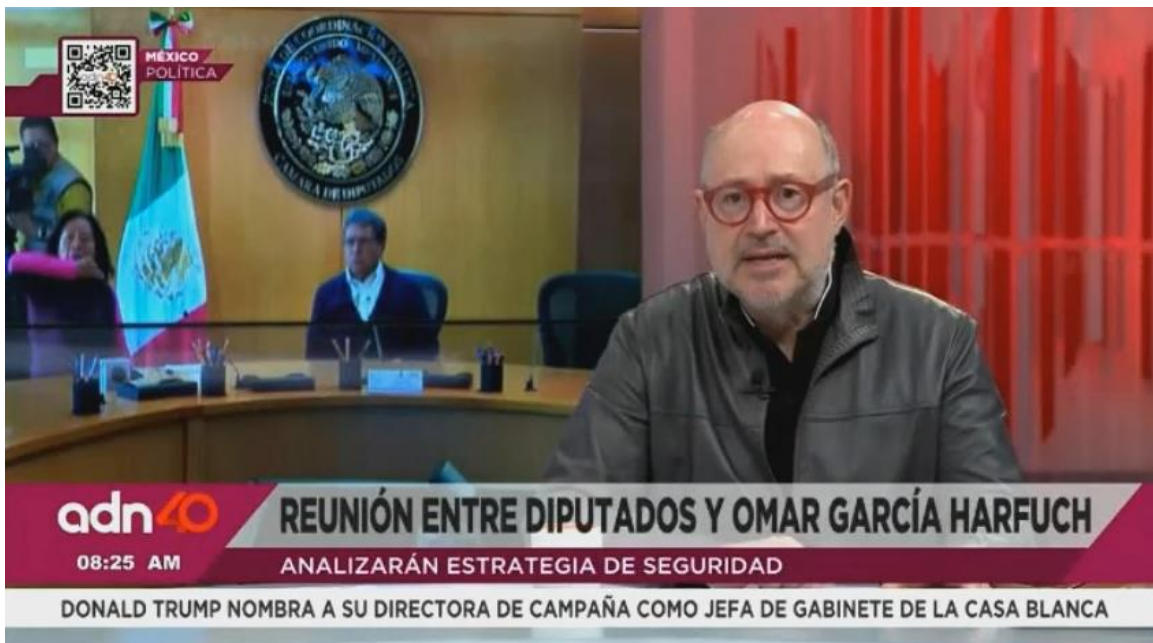 MÉXICO
POLÍTICA
CÁMARA DE DIPUTADOS
adn40
REUNIÓN ENTRE DIPUTADOS Y OMAR GARCÍA HARFUCH
08:25 AM
ANALIZARÁN ESTRATEGIA DE SEGURIDAD
DONALD TRUMP NOMBRA A SU DIRECTORA DE CAMPAÑA COMO JEFA DE GABINETE DE LA CASA BLANCA